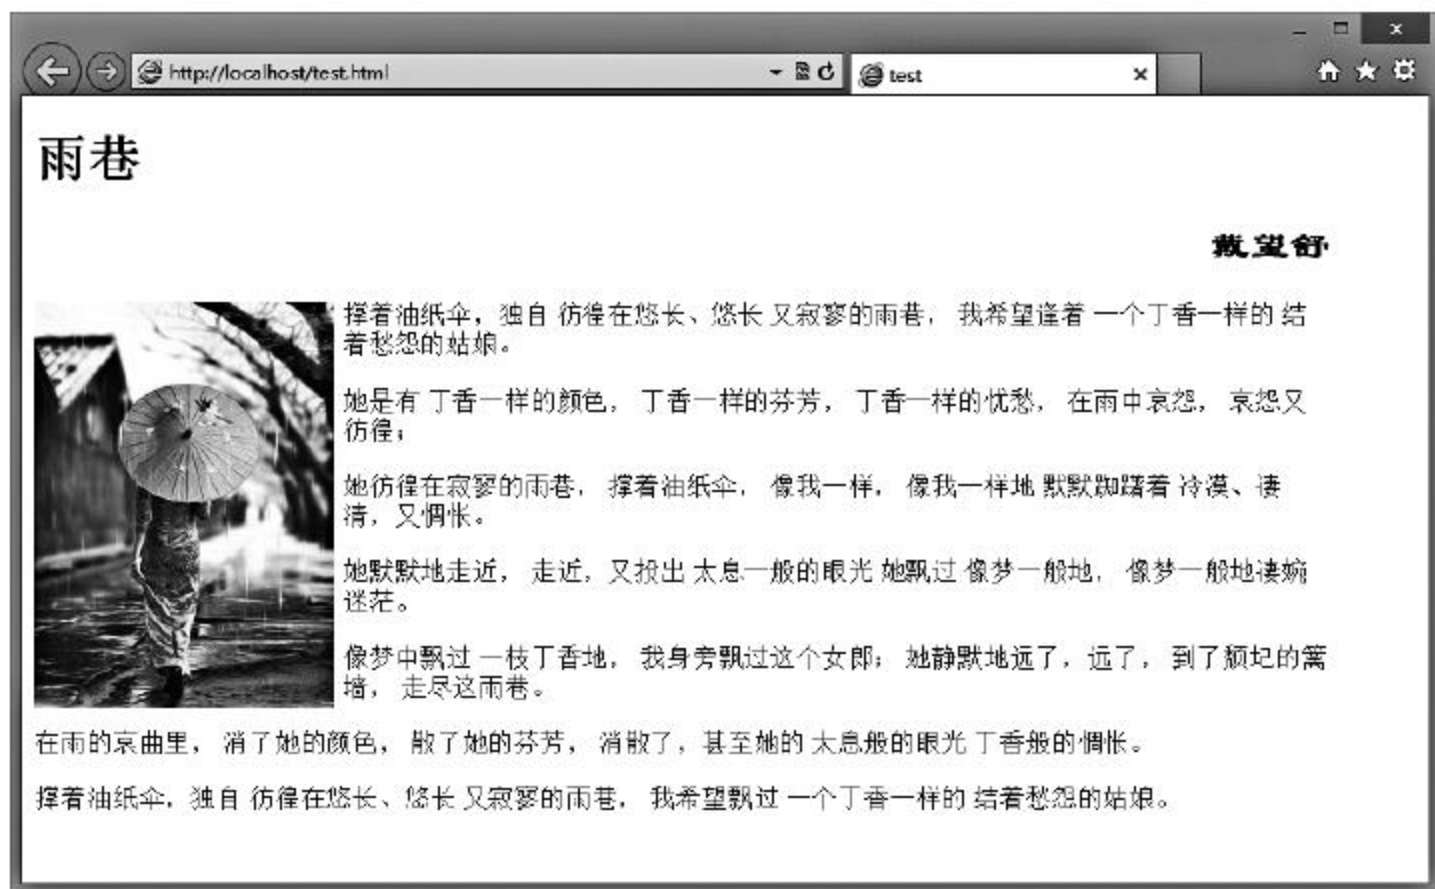 http://localhost/test.html
test
雨巷
戴望舒
撑着油纸伞，独自 彷徨在悠长、悠长 又寂寥的雨巷， 我希望逢着 一个丁香一样的 结
着愁怨的姑娘。
她是有 丁香一样的颜色， 丁香一样的芬芳， 丁香一样的忧愁， 在雨中哀怨， 哀怨又
彷徨；
她彷徨在寂寥的雨巷， 撑着油纸伞， 像我一样， 像我一样地 默默踟躇着 冷漠、凄
清，又惆怅。
她默默地走近， 走近，又投出 太息一般的眼光 她飘过 像梦一般地， 像梦一般地凄婉
迷茫。
像梦中飘过 一枝丁香地， 我身旁飘过这个女郎； 她静默地远了，远了， 到了颓圮的篱
墙， 走尽这雨巷。
在雨的哀曲里， 消了她的颜色， 散了她的芬芳， 消散了，甚至她的 太息般的眼光 丁香般的惆怅。
撑着油纸伞，独自 彷徨在悠长、悠长 又寂寥的雨巷， 我希望飘过 一个丁香一样的 结着愁怨的姑娘。